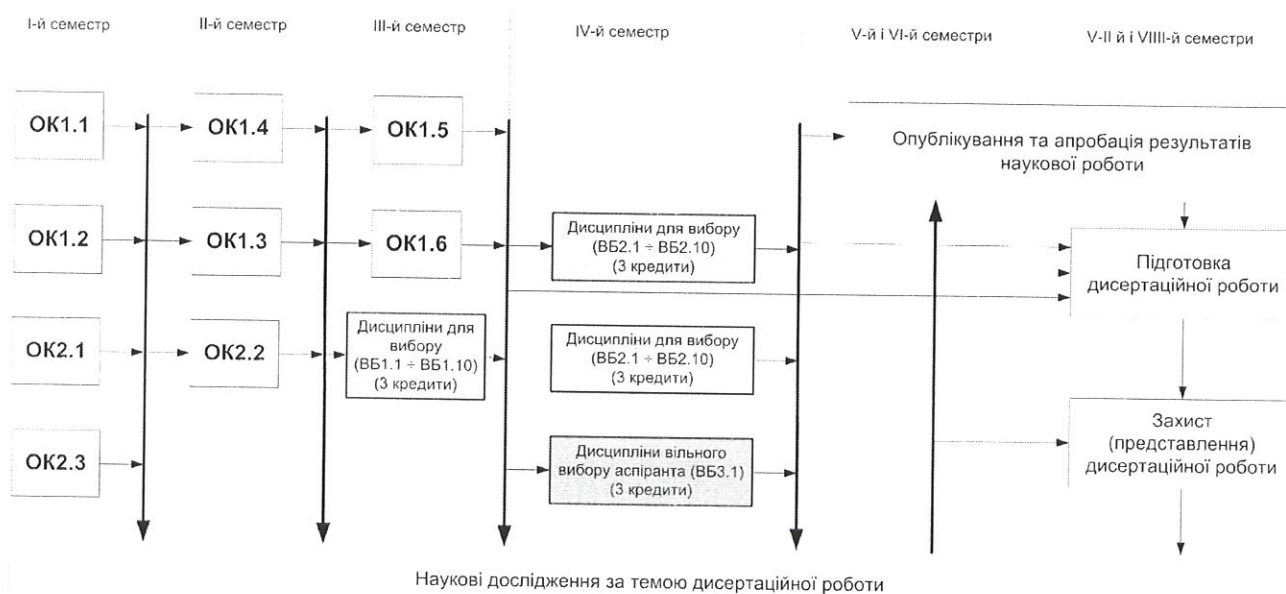 І-й семестр
ІІ-й семестр
ІІІ-й семестр
IV-й семестр
V-й і VI-й семестри
V-II й і VIIII-й семестри
ОК1.1
ОК1.4
ОК1.5
Опублікування та апробація результатів
наукової роботи
ОК1.2
ОК1.3
ОК1.6
Дисципліни для вибору
(ВБ2.1 ÷ ВБ2.10)
(3 кредити)
Підготовка
дисертаційної роботи
ОК2.1
ОК2.2
Дисципліни для
вибору
(ВБ1.1 ÷ ВБ1.10)
(3 кредити)
Дисципліни для вибору
(ВБ2.1 ÷ ВБ2.10)
(3 кредити)
ОК2.3
Дисципліни вільного
вибору аспіранта (ВБ3.1)
(3 кредити)
Захист
(представлення)
дисертаційної роботи
Наукові дослідження за темою дисертаційної роботи